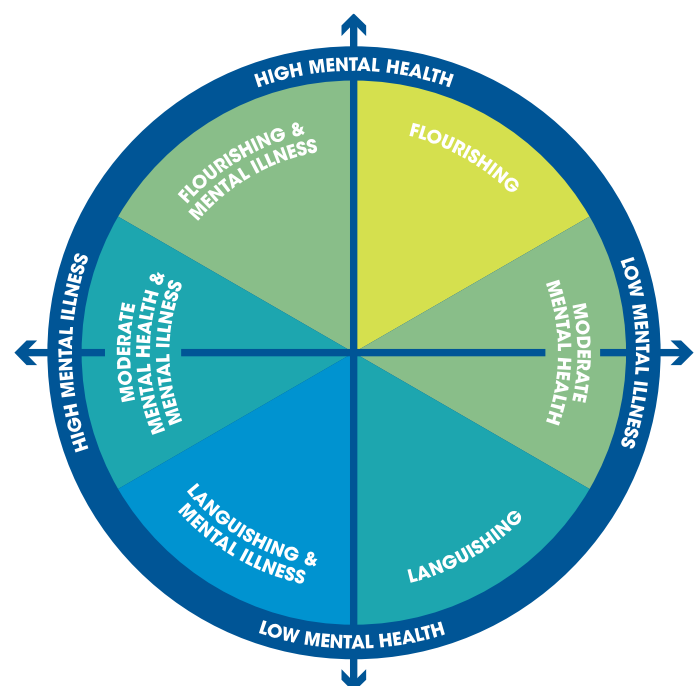 HIGH MENTAL HEALTH
FLOURISHING &
MENTAL ILLNESS
FLOURISHING
HIGH MENTAL ILLNESS
MODERATE
MENTAL HEALTH &
MENTAL ILLNESS
MODERATE
MENTAL HEALTH
LOW MENTAL ILLNESS
LANGUISHING &
MENTAL ILLNESS
LANGUISHING
LOW MENTAL HEALTH